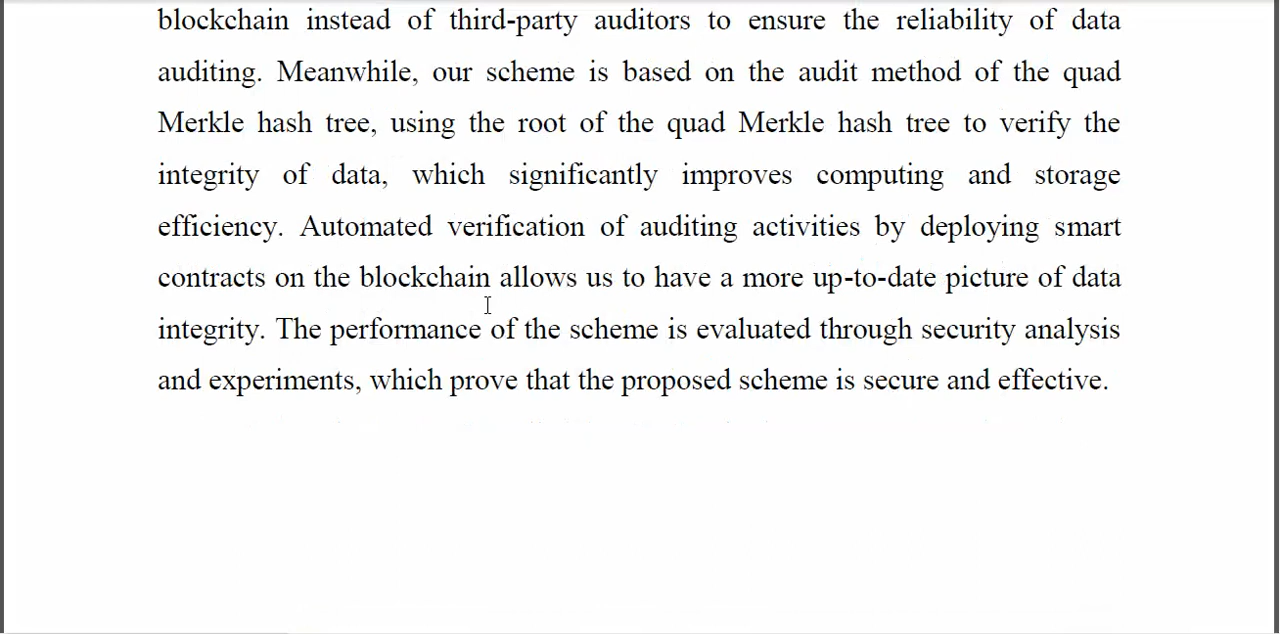 blockchain instead of third-party auditors to ensure the reliability of data
auditing. Meanwhile, our scheme is based on the audit method of the quad
Merkle hash tree, using the root of the quad Merkle hash tree to verify the
integrity of data, which significantly improves computing and storage
efficiency. Automated verification of auditing activities by deploying smart
contracts on the blockchain allows us to have a more up-to-date picture of data
integrity. The performance of the scheme is evaluated through security analysis
and experiments, which prove that the proposed scheme is secure and effective.